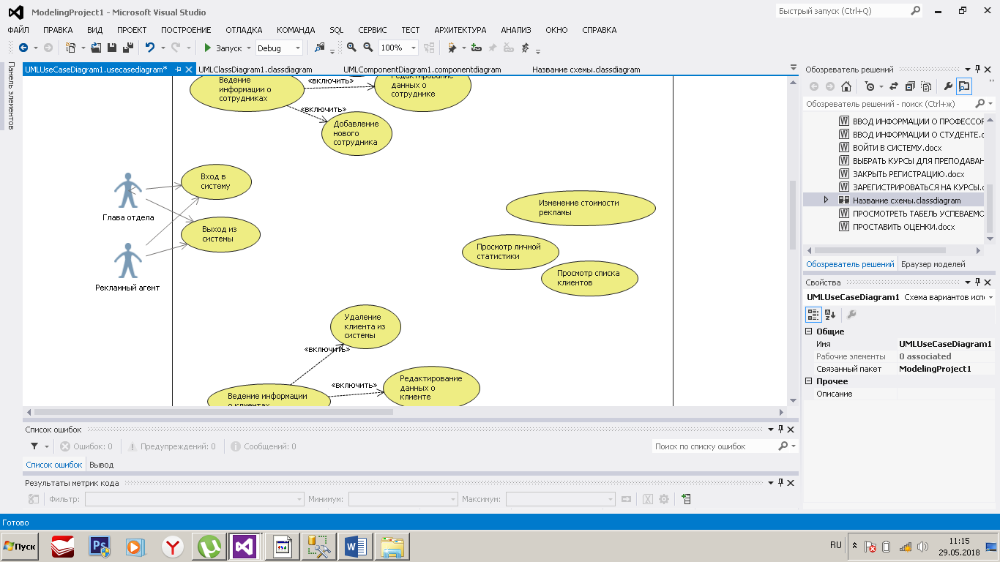 ModelingProject1 - Microsoft Visual Studio
Быстрый запуск (Ctrl+Q)
ФАЙЛ ПРАВКА ВИД ПРОЕКТ ПОСТРОЕНИЕ ОТЛАДКА КОМАНДА SQL СЕРВИС ТЕСТ АРХИТЕКТУРА АНАЛИЗ ОКНО СПРАВКА
Запуск Debug 100%
Панель элементов
UMLUseCaseDiagram1.usecasediagram* UMLClassDiagram1.classdiagram UMLComponentDiagram1.componentdiagram Название схемы.classdiagram
Ведение
информации о
сотрудниках
«включить»
Редактирование
данных о
сотруднике
«включить»
Добавление
нового
сотрудника
Вход в
систему
Глава отдела
Выход из
системы
Рекламный агент
Изменение стоимости
рекламы
Просмотр личной
статистики
Просмотр списка
клиентов
Удаление
клиента из
системы
«включить»
«включить»
Редактирование
данных о
клиенте
Ведение информации
о клиентах
Обозреватель решений
Обозреватель решений - поиск (Ctrl+ж)
ВВОД ИНФОРМАЦИИ О ПРОФЕССОР
ВВОД ИНФОРМАЦИИ О СТУДЕНТЕ.d
ВОЙТИ В СИСТЕМУ.docx
ВЫБРАТЬ КУРСЫ ДЛЯ ПРЕПОДАВАН
ЗАКРЫТЬ РЕГИСТРАЦИЮ.docx
ЗАРЕГИСТРИРОВАТЬСЯ НА КУРСЫ.d
Название схемы.classdiagram
ПРОСМОТРЕТЬ ТАБЕЛЬ УСПЕВАЕМО
ПРОСТАВИТЬ ОЦЕНКИ.docx
Обозреватель решений Браузер моделей
Свойства
UMLUseCaseDiagram1 Схема вариантов исп
Общие
Имя UMLUseCaseDiagram1
Рабочие элементы 0 associated
Связанный пакет ModelingProject1
Прочее
Описание
Список ошибок
Ошибок: 0 Предупреждений: 0 Сообщений: 0
Поиск по списку ошибок
Список ошибок Вывод
Результаты метрик кода
Фильтр: Минимум: Максимум:
Готово
Пуск
RU
11:15
29.05.2018